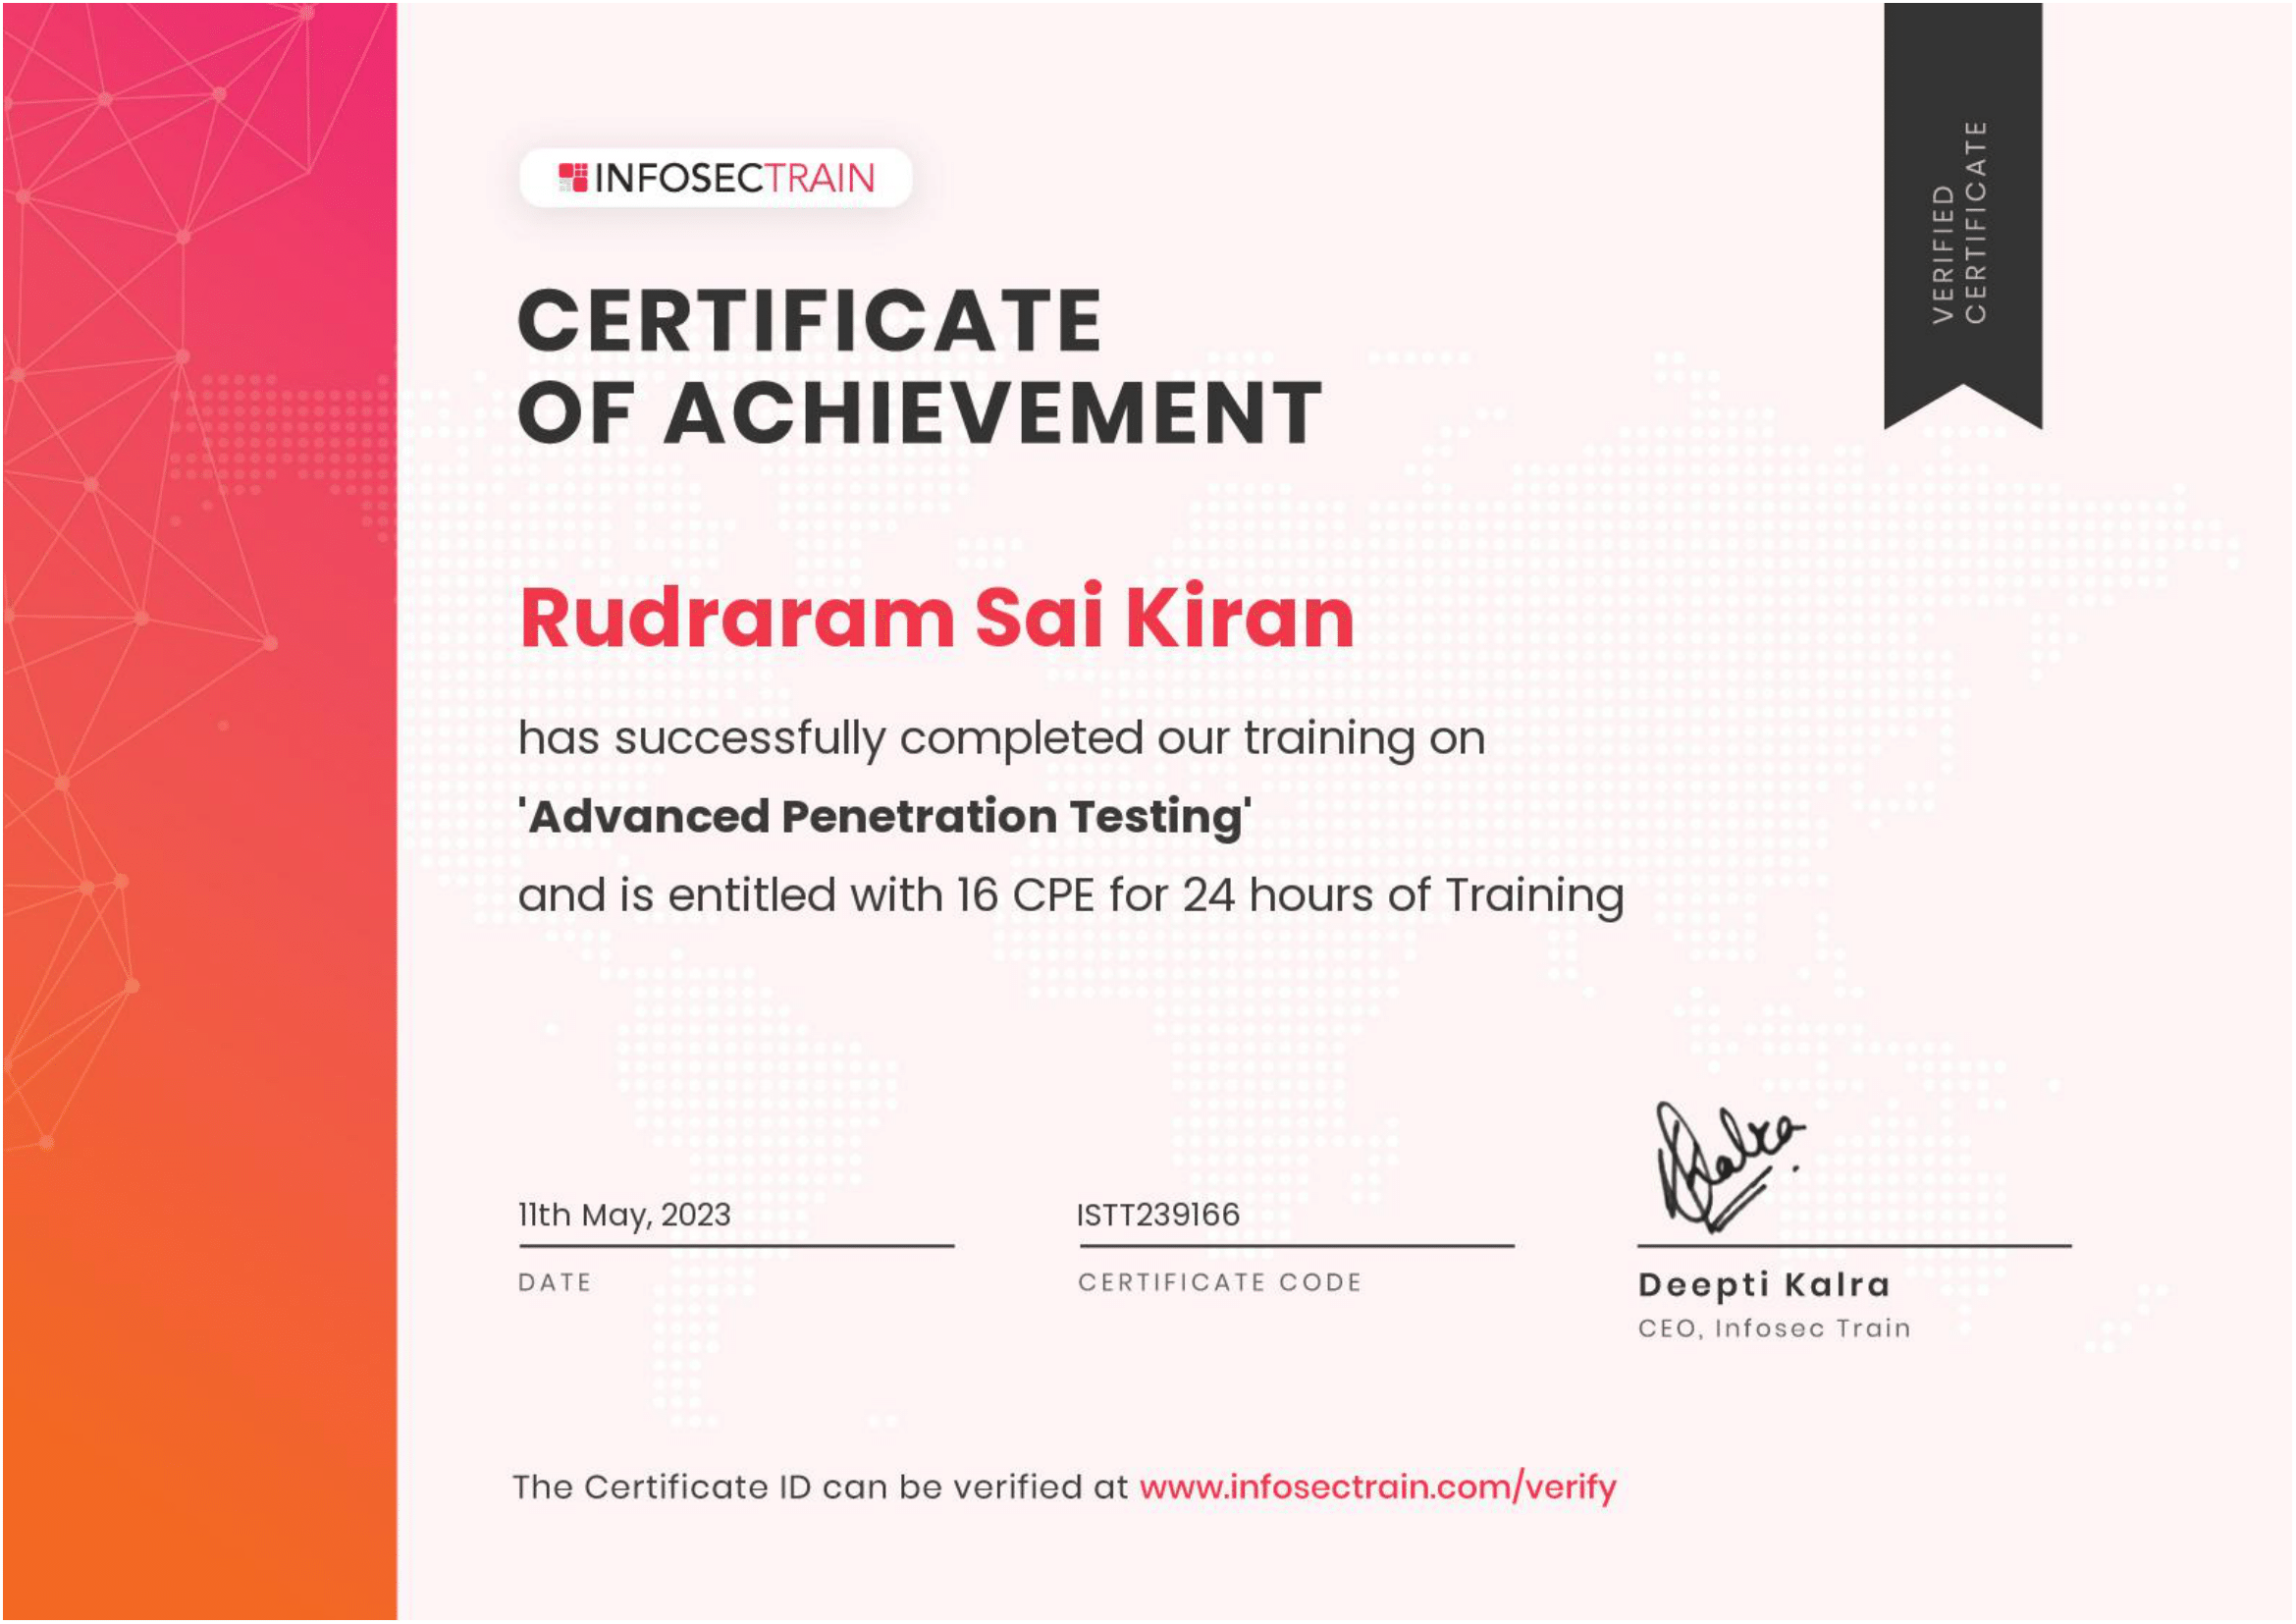 INFOSECTRAIN
VERIFIED
CERTIFICATE
CERTIFICATE
OF ACHIEVEMENT
Rudraram Sai Kiran
has successfully completed our training on
'Advanced Penetration Testing'
and is entitled with 16 CPE for 24 hours of Training
11th May, 2023
DATE
ISTT239166
CERTIFICATE CODE
Kalra
Deepti Kalra
CEO, Infosec Train
The Certificate ID can be verified at www.infosectrain.com/verify